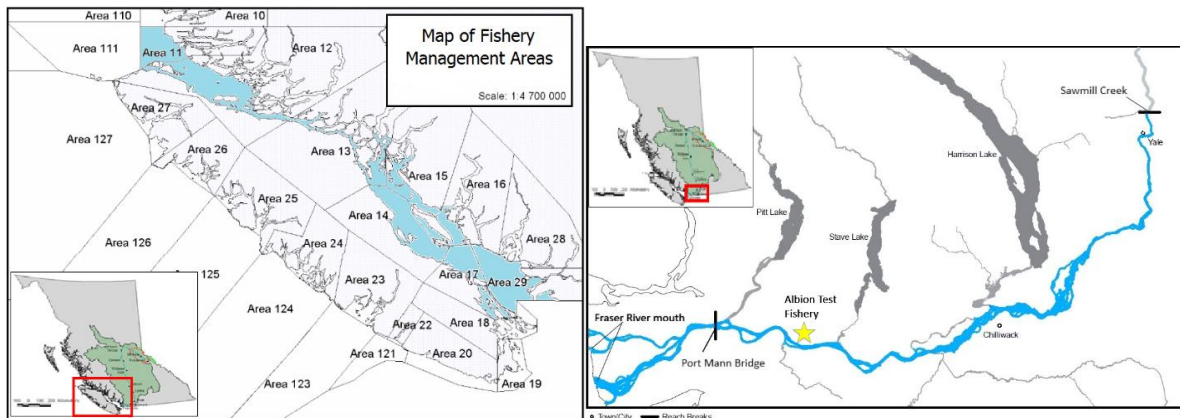 Area 110
Area 10
Area 111
Area 11
Area 12
Map of Fishery
Management Areas
Scale: 1:4 700 000
Area 27
Area 127
Area 26
Area 13
Area 15
Area 16
Area 25
Area 14
Area 126
Area 24
Area 28
125
Area 23
Area 17
Area 29
Area 124
Area 22
Area 18
Area 121
Area 20
Area 123
Area 19
Sawmill Creek
Yale
Harrison Lake
Pitt Lake
Stave Lake
Albion Test
Fishery
Fraser River mouth
Chilliwack
Port Mann Bridge
Town/City
Reach Breaks